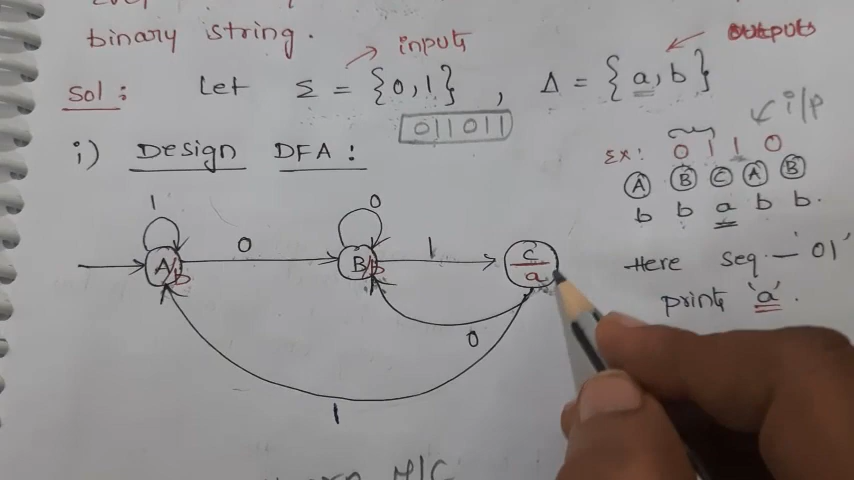 binary string.
inputs
outputs
Sol: Let Σ = {0,1}, Δ = {a,b}
011011
i) Design DFA:
i/p
Ex: 0 1 1 0
A B C A B
b b a b b.
Here seq - '01'
print 'a'.
1
0
0
1
A/b
B/b
C
a
0
1
M/C